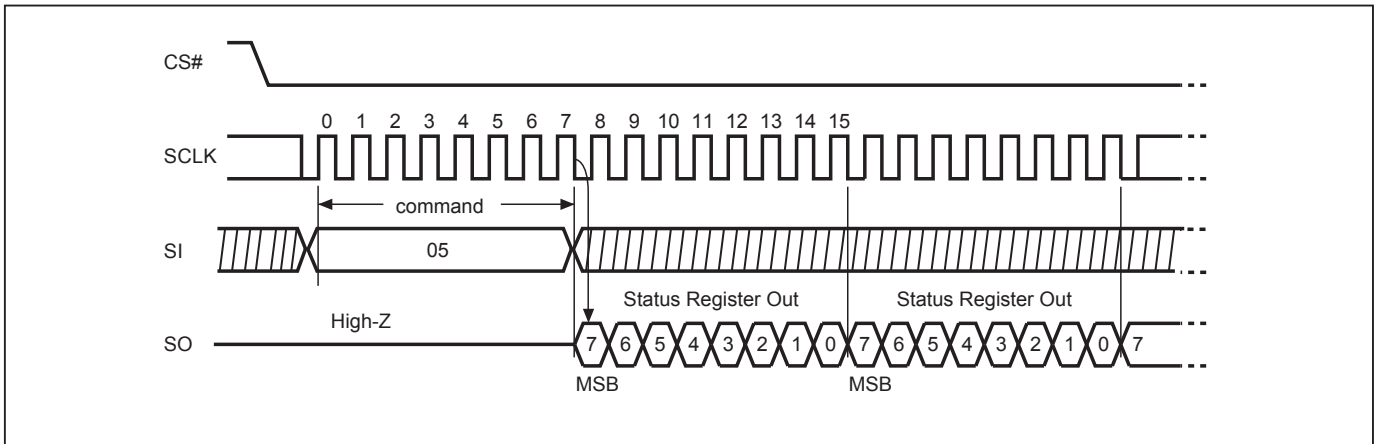 CS#
0 1 2 3 4 5 6 7 8 9 10 11 12 13 14 15
SCLK
command
SI 05
Status Register Out Status Register Out
High-Z
SO 7 6 5 4 3 2 1 0 7 6 5 4 3 2 1 0 7
MSB MSB